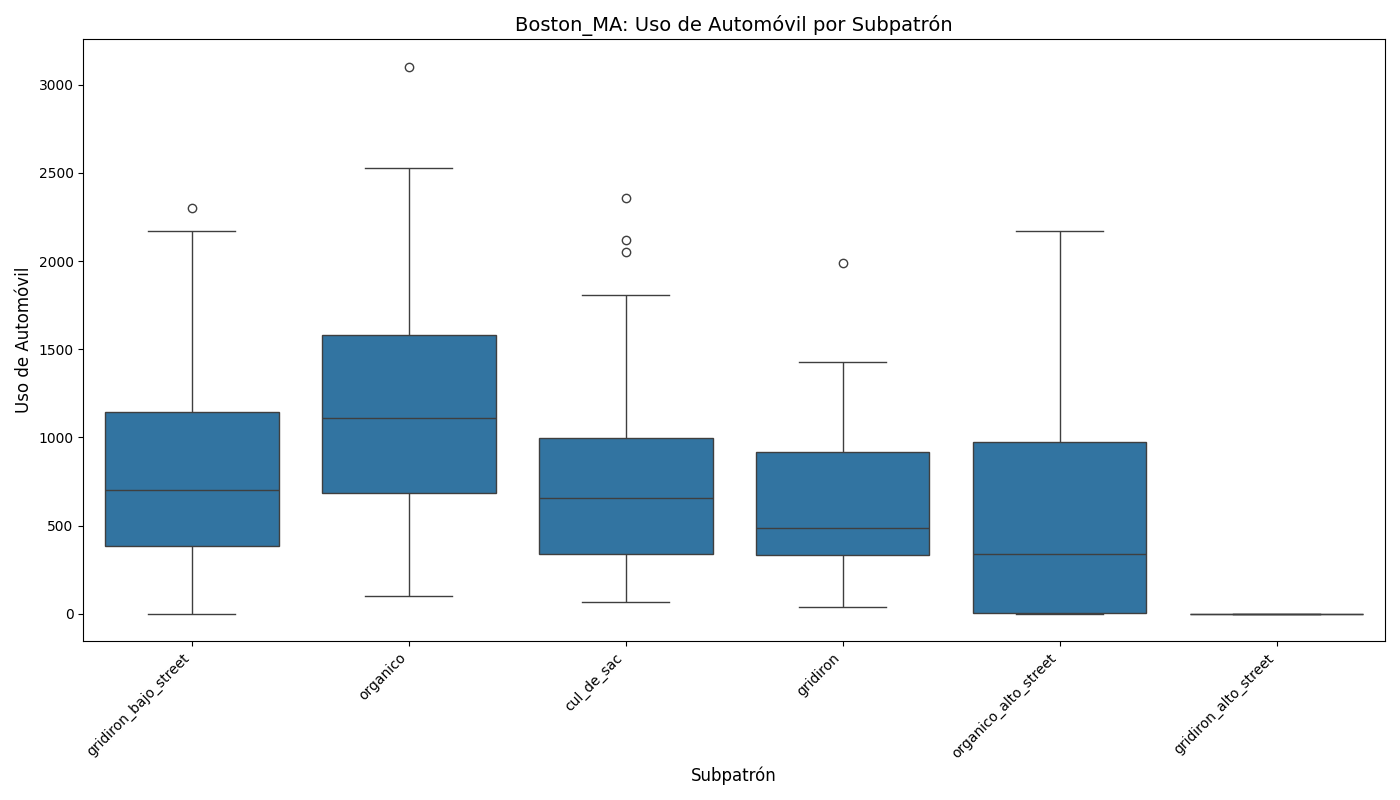 Boston_MA: Uso de Automóvil por Subpatrón
Uso de Automóvil
3000
2500
2000
1500
1000
500
0
gridiron_bajo_street
organico
cul_de_sac
gridiron
organico_alto_street
gridiron_alto_street
Subpatrón